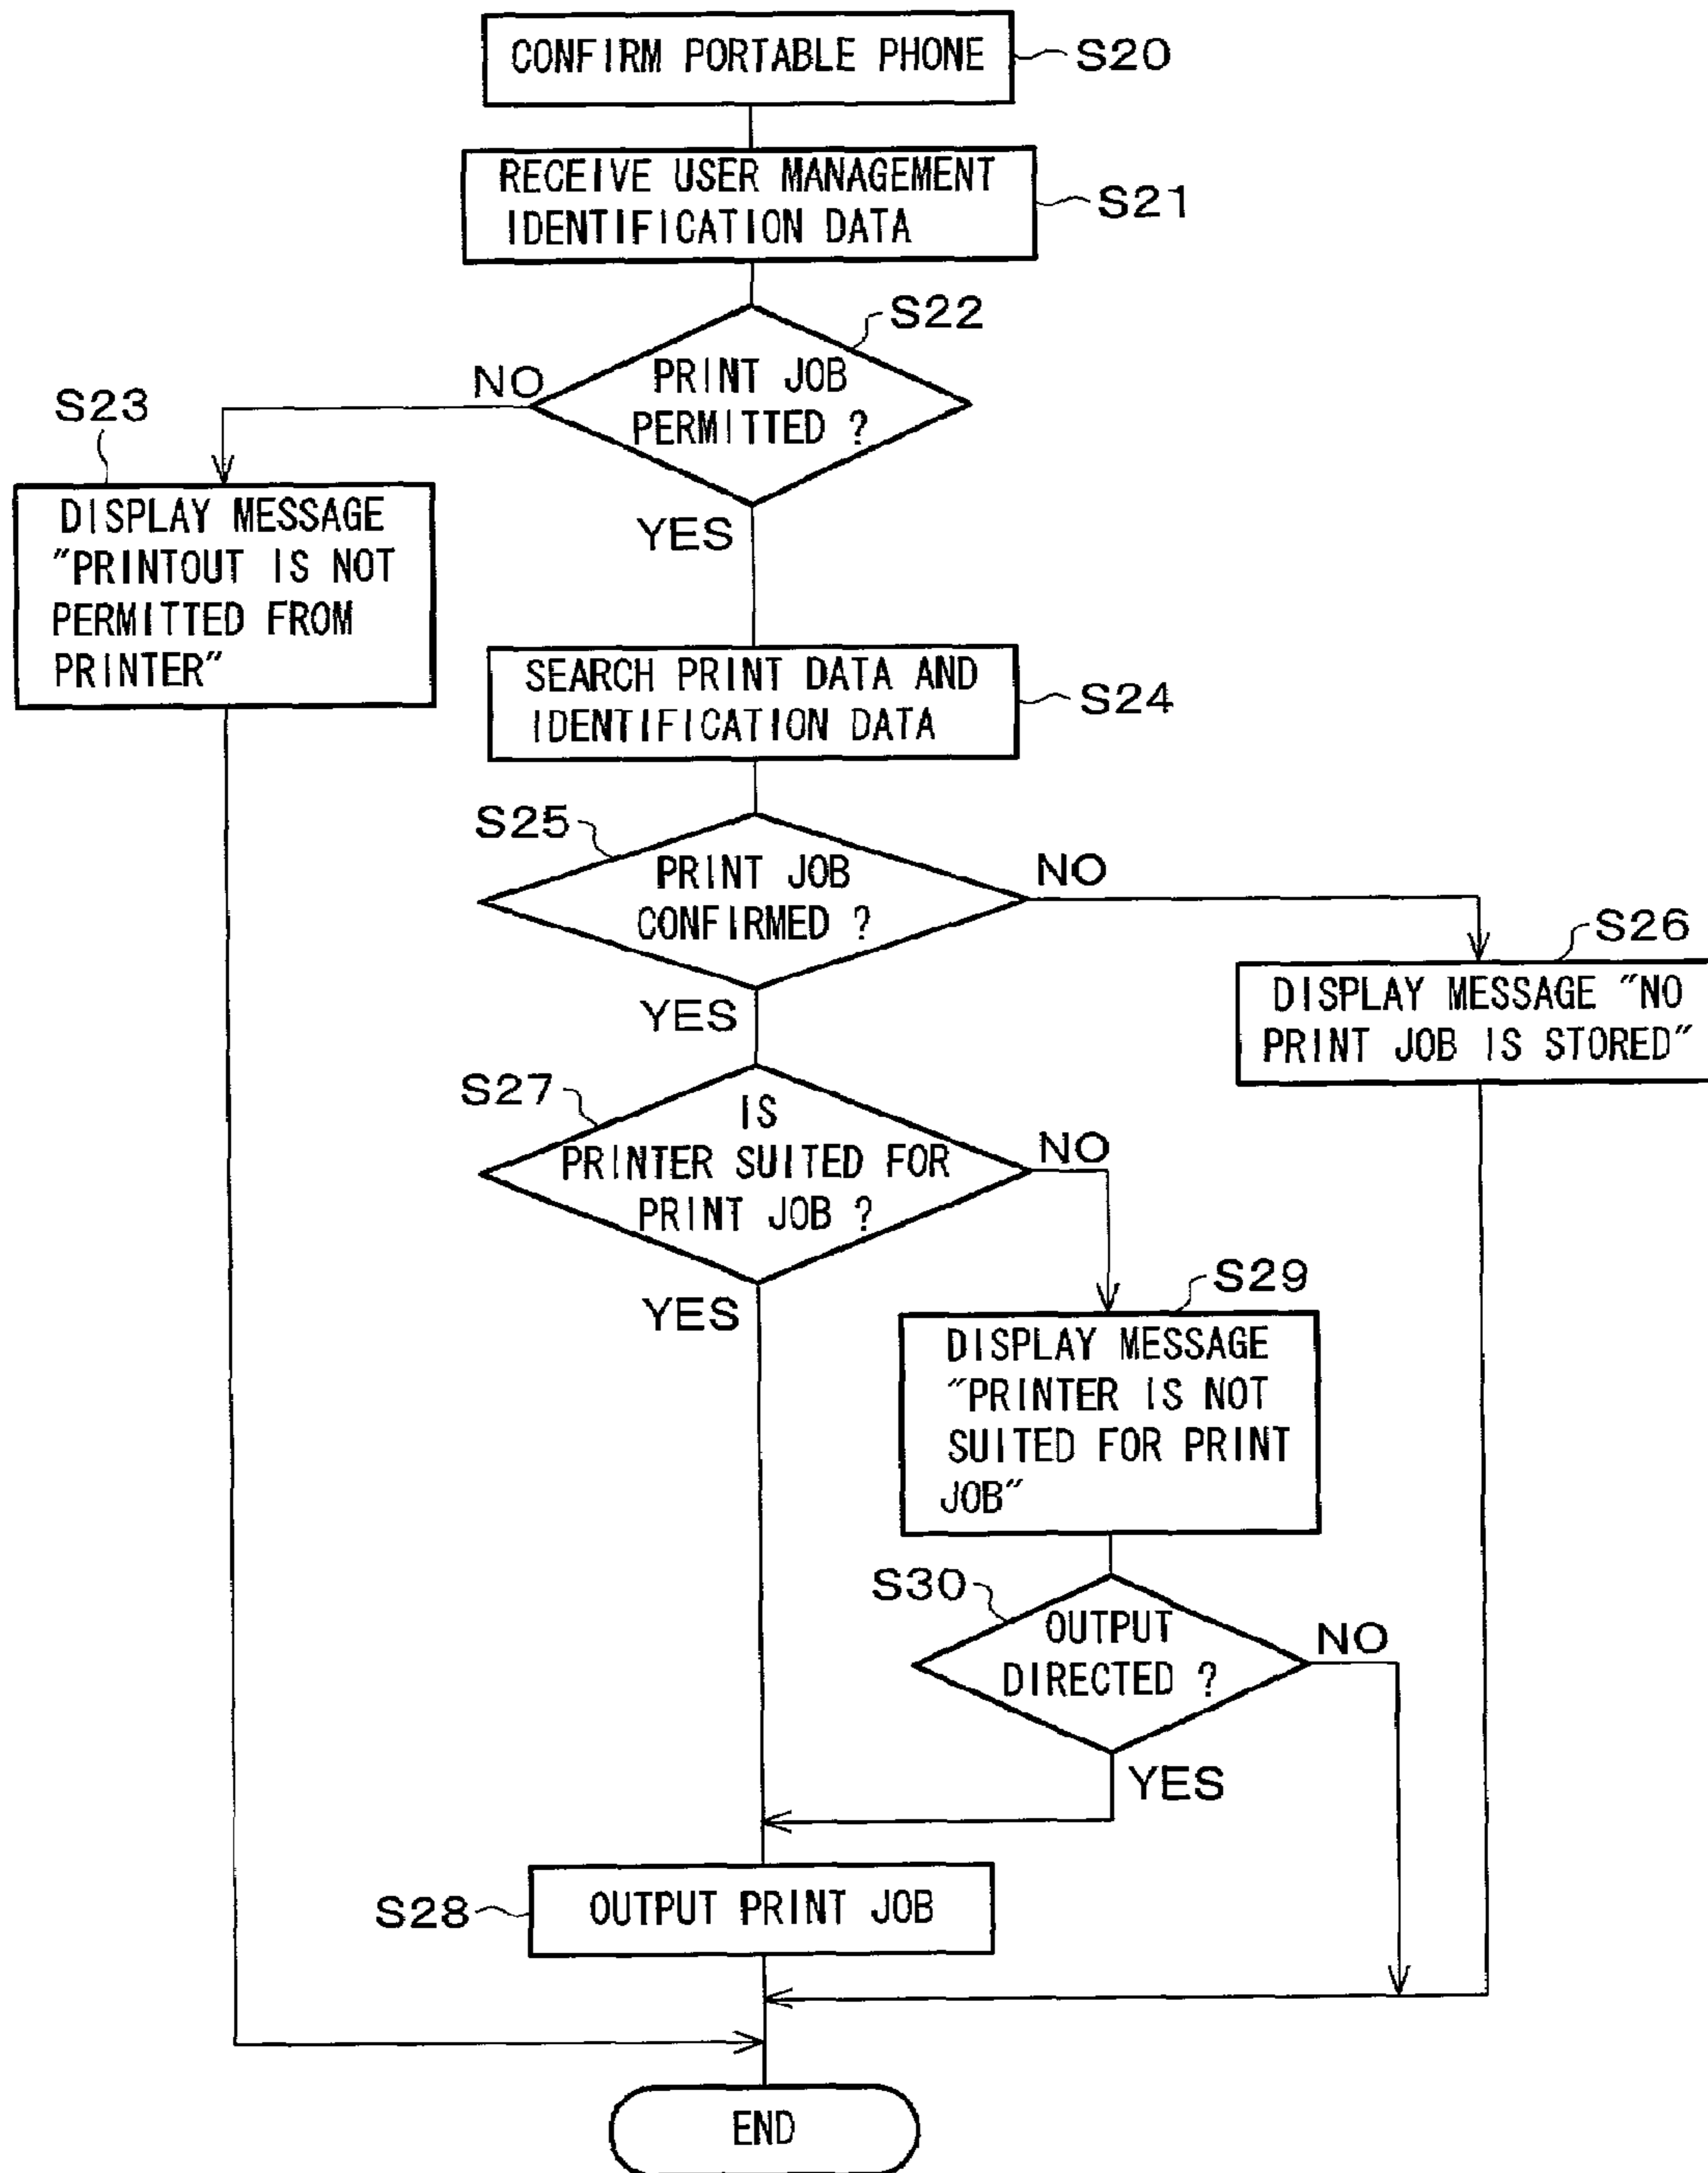 CONFIRM PORTABLE PHONE
S20
RECEIVE USER MANAGEMENT
IDENTIFICATION DATA
S21
S22
PRINT JOB
PERMITTED ?
NO
YES
S23
DISPLAY MESSAGE
"PRINTOUT IS NOT
PERMITTED FROM
PRINTER"
SEARCH PRINT DATA AND
IDENTIFICATION DATA
S24
S25
PRINT JOB
CONFIRMED ?
NO
YES
S26
DISPLAY MESSAGE "NO
PRINT JOB IS STORED"
S27
IS
PRINTER SUITED FOR
PRINT JOB ?
NO
YES
S29
DISPLAY MESSAGE
"PRINTER IS NOT
SUITED FOR PRINT
JOB"
S30
OUTPUT
DIRECTED ?
NO
YES
S28
OUTPUT PRINT JOB
END